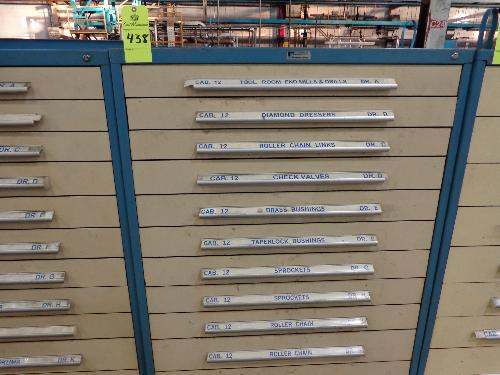 438
CAB. 12 TOOL ROOM END MILLS & DRILLS DR. A
CAB. 12 DIAMOND DRESSERS DR. B
CAB. 12 ROLLER CHAIN LINKS DR. C
CAB. 12 CHECK VALVES DR. D
CAB. 12 BRASS BUSHINGS DR. E
CAB. 12 TAPERLOCK BUSHINGS DR. F
CAB. 12 SPROCKETS DR. G
CAB. 12 SPROCKETS DR. H
CAB. 12 ROLLER CHAIN
CAB. 12 ROLLER CHAIN DR.
DR. C
DR. D
DR. E
DR. F
DR. G
DR. H
DR. K
CAB